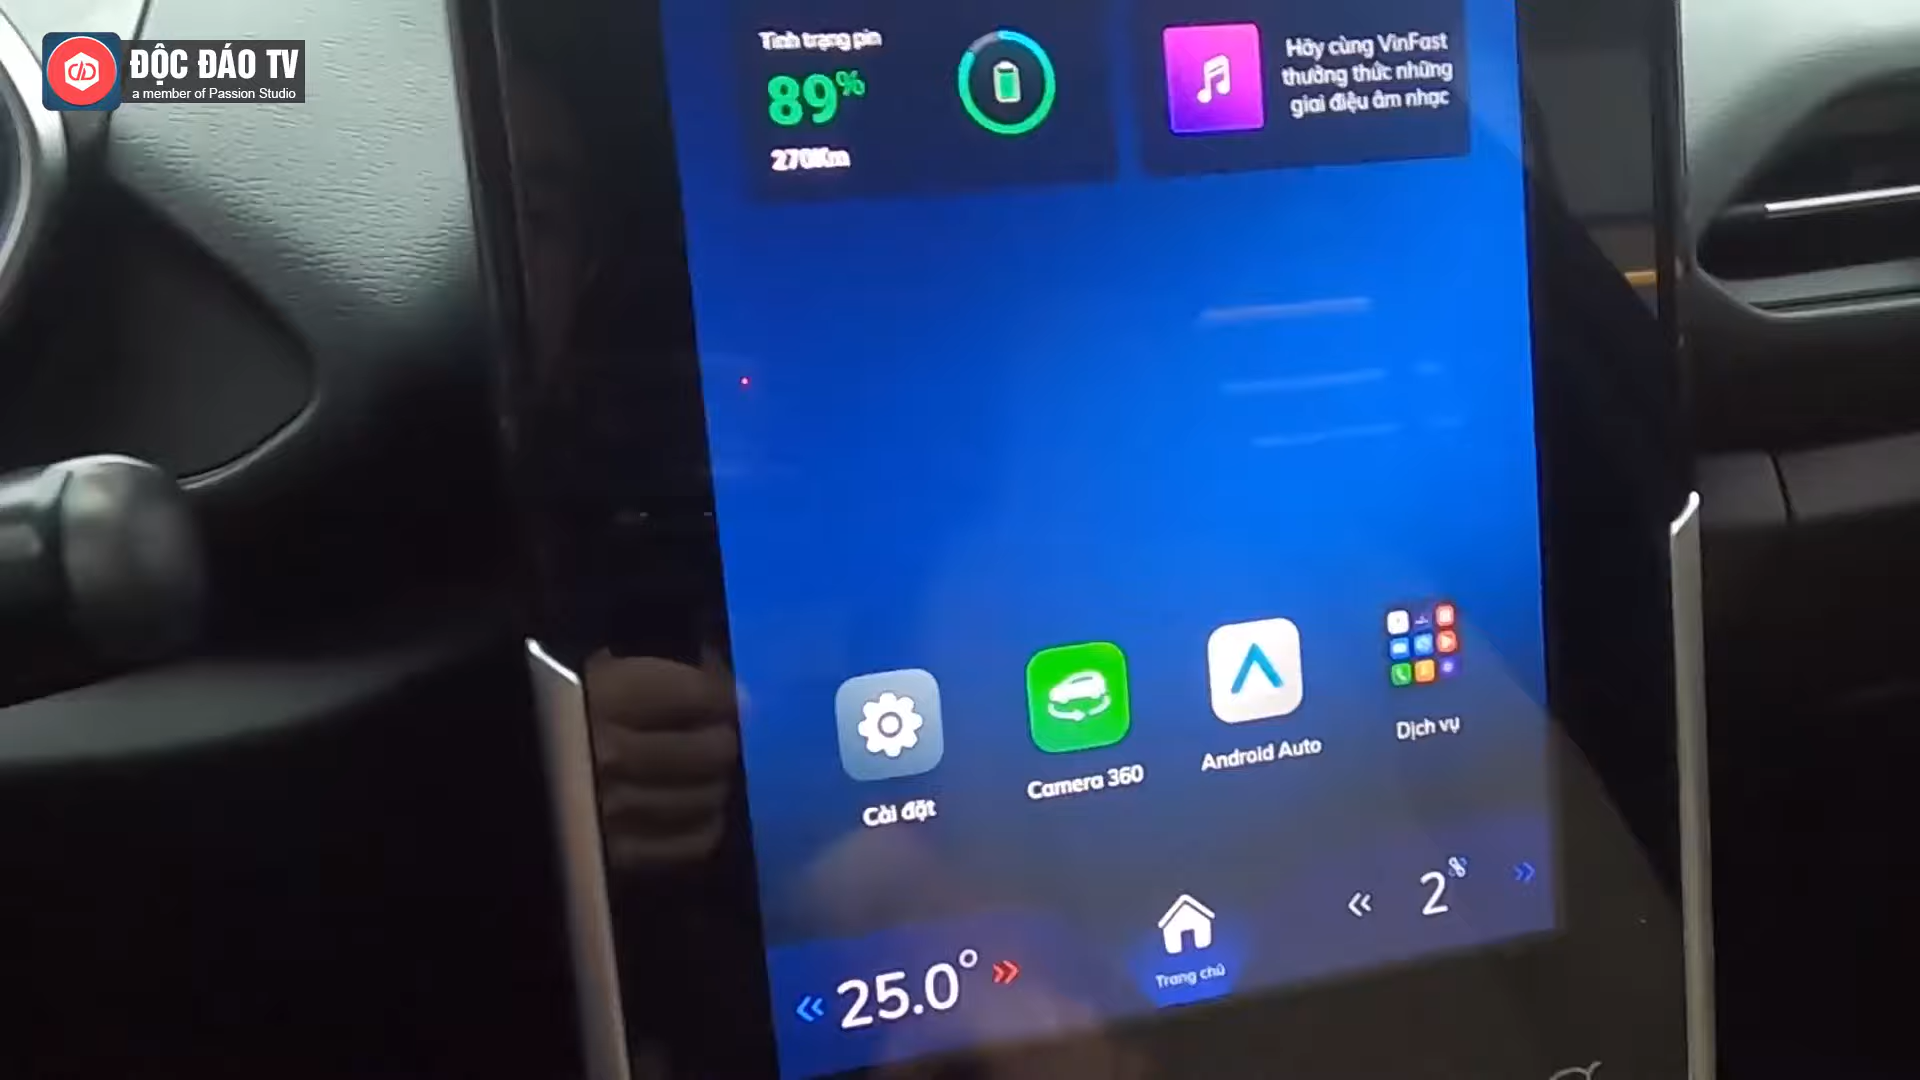 ĐỘC ĐÁO TV
a member of Passion Studio
Tình trạng pin
89%
270Km
Hãy cùng VinFast
thưởng thức những
giai điệu âm nhạc
Cài đặt
Camera 360
Android Auto
Dịch vụ
25.0°
Trang chủ
2